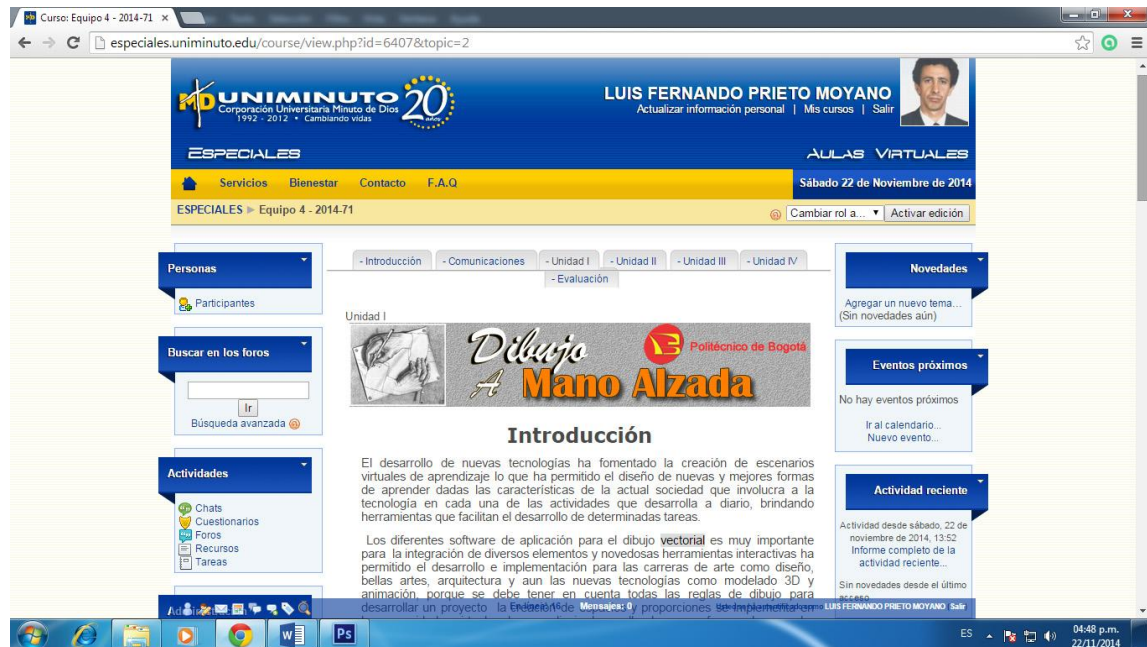 Curso: Equipo 4 - 2014-71
especiales.uniminuto.edu/course/view.php?id=6407&topic=2
UNIMINUTO
Corporación Universitaria Minuto de Dios
1992 - 2012 • Cambiando vidas
20
años
LUIS FERNANDO PRIETO MOYANO
Actualizar información personal | Mis cursos | Salir
ESPECIALES
AULAS VIRTUALES
Servicios Bienestar Contacto F.A.Q
Sábado 22 de Noviembre de 2014
ESPECIALES ► Equipo 4 - 2014-71
Cambiar rol a...
Activar edición
Personas
Participantes
Buscar en los foros
Ir
Búsqueda avanzada
Actividades
Chats
Cuestionarios
Foros
Recursos
Tareas
- Introducción - Comunicaciones - Unidad I - Unidad II - Unidad III - Unidad IV
- Evaluación
Unidad I
Dibujo
A Mano Alzada
Politécnico de Bogotá
Introducción
El desarrollo de nuevas tecnologías ha fomentado la creación de escenarios
virtuales de aprendizaje lo que ha permitido el diseño de nuevas y mejores formas
de aprender dadas las características de la actual sociedad que involucra a la
tecnología en cada una de las actividades que desarrolla a diario, brindando
herramientas que facilitan el desarrollo de determinadas tareas.
Los diferentes software de aplicación para el dibujo vectorial es muy importante
para la integración de diversos elementos y novedosas herramientas interactivas ha
permitido el desarrollo e implementación para las carreras de arte como diseño,
bellas artes, arquitectura y aun las nuevas tecnologías como modelado 3D y
animación, porque se debe tener en cuenta todas las reglas de dibujo para
desarrollar un proyecto la de y proporciones
Novedades
Agregar un nuevo tema...
(Sin novedades aún)
Eventos próximos
No hay eventos próximos
Ir al calendario...
Nuevo evento...
Actividad reciente
Actividad desde sábado, 22 de
noviembre de 2014, 13:52
Informe completo de la
actividad reciente...
Sin novedades desde el último
acceso
Mensajes: 0
LUIS FERNANDO PRIETO MOYANO Salir
W
Ps
ES
04:48 p.m.
22/11/2014